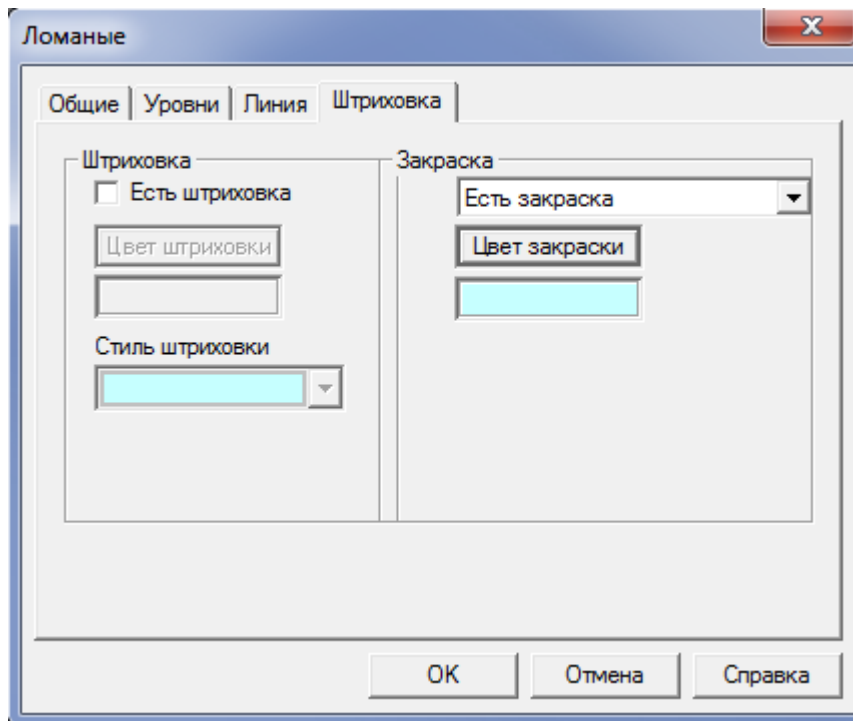 Ломаные
Общие Уровни Линия Штриховка
Штриховка
Есть штриховка
Цвет штриховки
Стиль штриховки
Закраска
Есть закраска
Цвет закраски
OK Отмена Справка